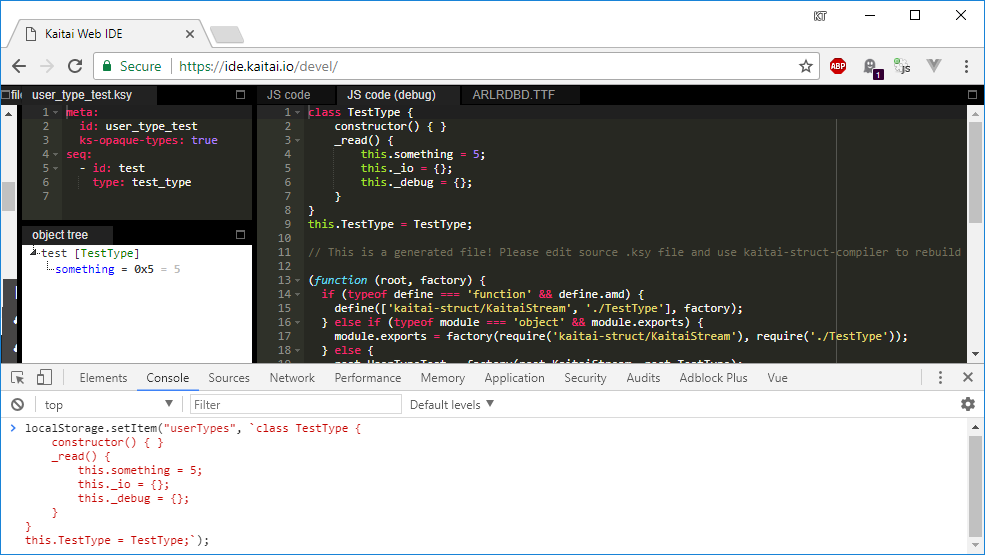 KT
Kaitai Web IDE
Secure
https://ide.kaitai.io/devel/
ABP
1
js
file
user_type_test.ksy
1 meta:
2 id: user_type_test
3 ks-opaque-types: true
4 seq:
5 - id: test
6 type: test_type
7
object tree
test [TestType]
something = 0x5 = 5
JS code
JS code (debug)
ARLRDBD.TTF
1 class TestType {
2 constructor() { }
3 _read() {
4 this.something = 5;
5 this._io = {};
6 this._debug = {};
7 }
8 }
9 this.TestType = TestType;
10
11 // This is a generated file! Please edit source .ksy file and use kaitai-struct-compiler to rebuild
12
13 (function (root, factory) {
14 if (typeof define === 'function' && define.amd) {
15 define(['kaitai-struct/KaitaiStream', './TestType'], factory);
16 } else if (typeof module === 'object' && module.exports) {
17 module.exports = factory(require('kaitai-struct/KaitaiStream'), require('./TestType'));
18 } else {
19 root.UserTypeTest = factory(root.KaitaiStream, root.TestType);
Elements Console Sources Network Performance Memory Application Security Audits Adblock Plus Vue
top
Filter
Default levels
localStorage.setItem("userTypes", `class TestType {
constructor() { }
_read() {
this.something = 5;
this._io = {};
this._debug = {};
}
}
this.TestType = TestType;`);